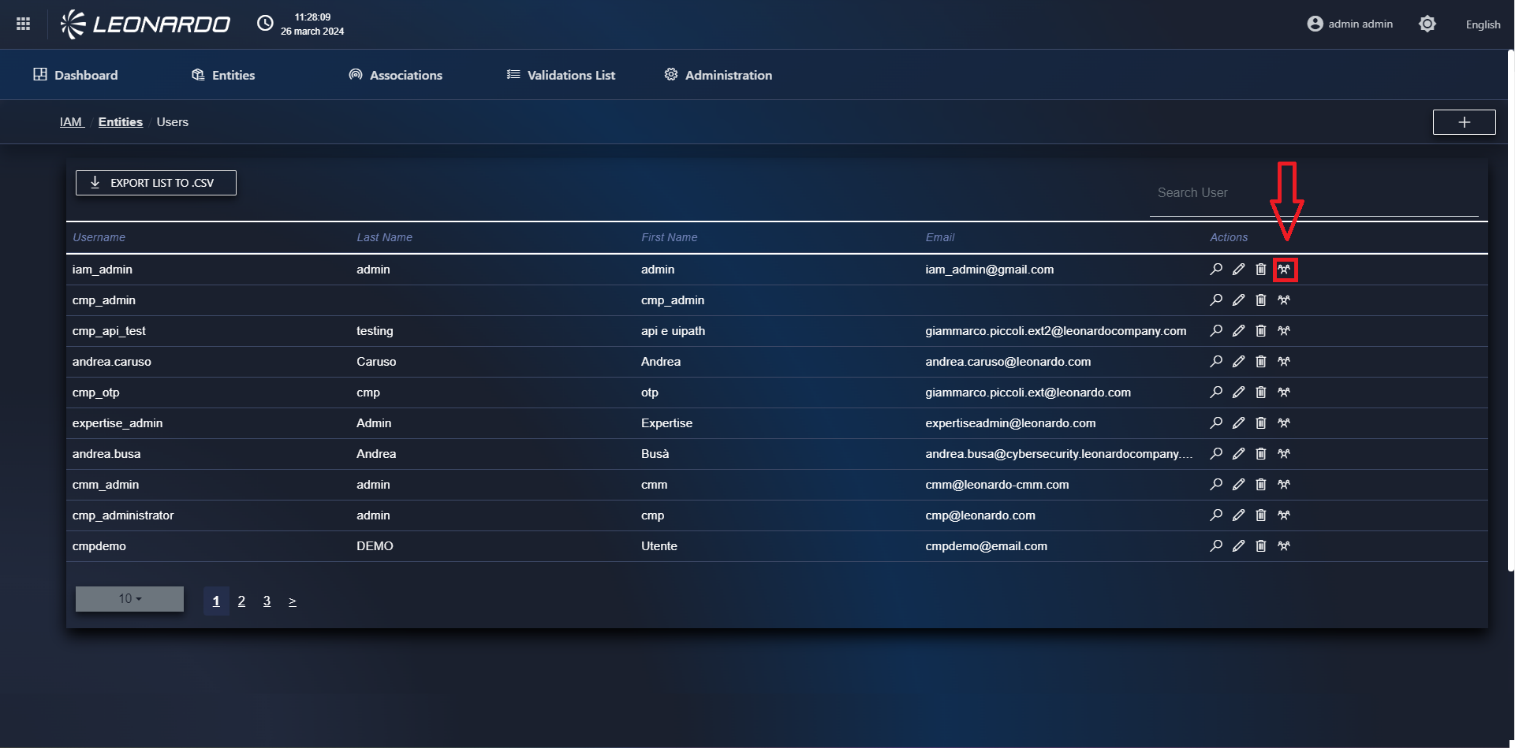 LEONARDO
11:28:09
26 march 2024
admin admin
English
Dashboard Entities Associations Validations List Administration
IAM / Entities / Users
+
EXPORT LIST TO .CSV
Search User
Username Last Name First Name Email Actions
iam_admin admin admin iam_admin@gmail.com
cmp_admin cmp_admin
cmp_api_test testing api e uipath giammarco.piccoli.ext2@leonardocompany.com
andrea.caruso Caruso Andrea andrea.caruso@leonardo.com
cmp_otp cmp otp giammarco.piccoli.ext@leonardo.com
expertise_admin Admin Expertise expertiseadmin@leonardo.com
andrea.busa Andrea Busà andrea.busa@cybersecurity.leonardocompany....
cmm_admin admin cmm cmm@leonardo-cmm.com
cmp_administrator admin cmp cmp@leonardo.com
cmpdemo DEMO Utente cmpdemo@email.com
10 1 2 3 >